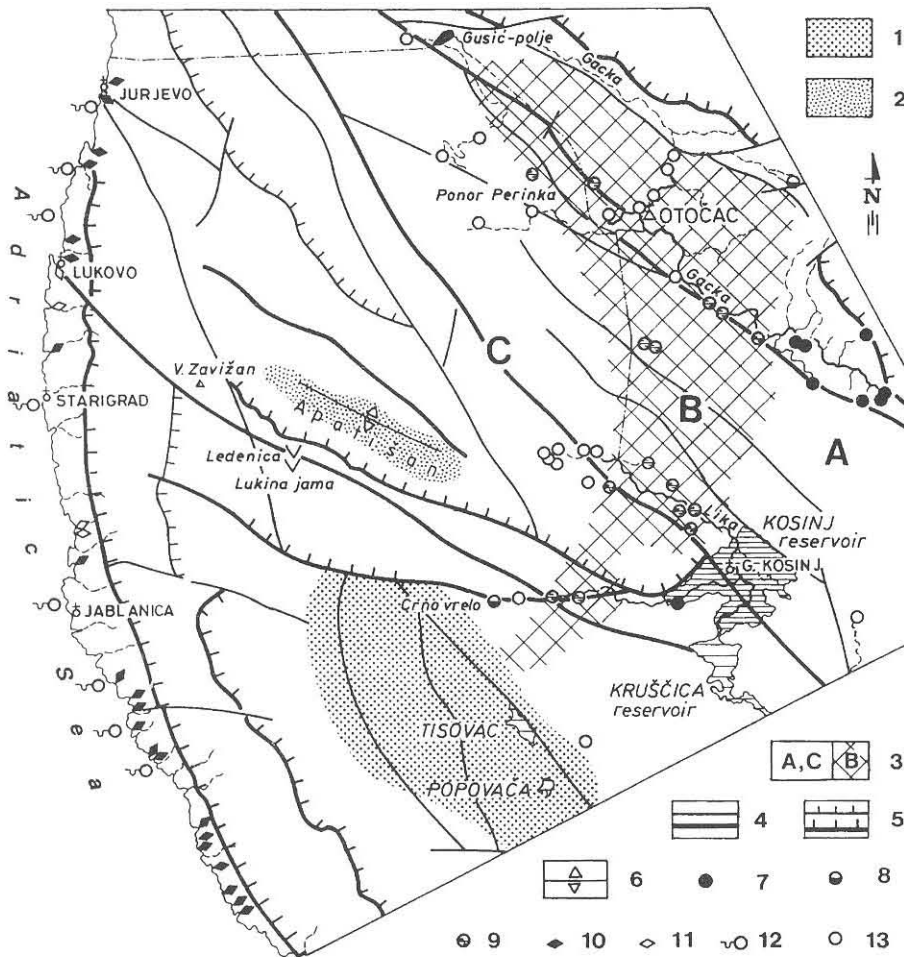 Gusić-polje
Gacka
1
JURJEVO
2
N
Ponor Perinka
OTOČAC
Adriatic Sea
LUKOVO
Gacka
C
V. Zavižan
B
STARIGRAD
Apatišan
A
Ledenica
Lukina jama
Lika
KOSINJ
reservoir
G.-KOSINJ
Crno vrelo
JABLANICA
KRUŠČICA
reservoir
TISOVAC
A, C B 3
POPOVAČA
4 5
6 7 8
9 10 11 12 13